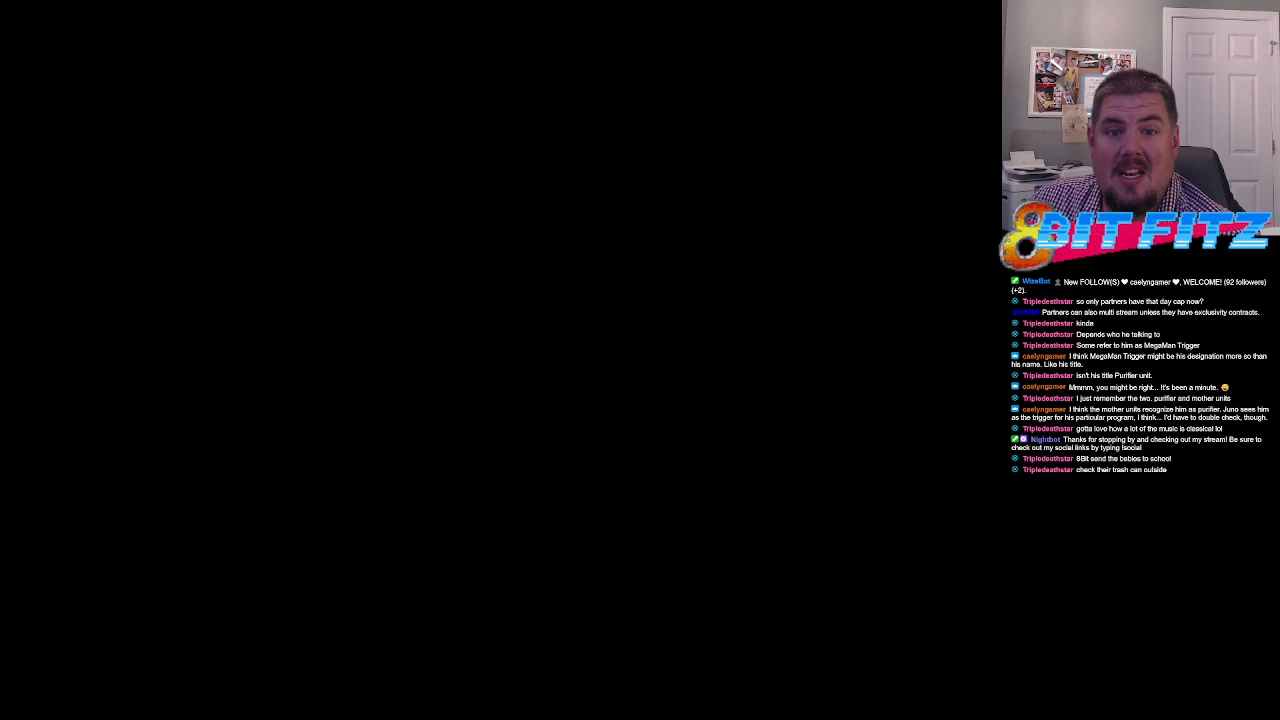 8BIT FITZ
WizeBot New FOLLOW(S) caelyngamer , WELCOME! (92 followers)
(+2).
Tripledeathstar so only partners have that day cap now?
Partners can also multi stream unless they have exclusivity contracts.
Tripledeathstar kinda
Tripledeathstar Depends who he talking to
Tripledeathstar Some refer to him as MegaMan Trigger
caelyngamer I think MegaMan Trigger might be his designation more so than
his name. Like his title.
Tripledeathstar isn't his title Purifier unit.
caelyngamer Mmmm, you might be right... It's been a minute.
Tripledeathstar I just remember the two. purifier and mother units
caelyngamer I think the mother units recognize him as purifier. Juno sees him
as the trigger for his particular program, I think... I'd have to double check, though.
Tripledeathstar gotta love how a lot of the music is classical lol
Nightbot Thanks for stopping by and checking out my stream! Be sure to
check out my social links by typing !social
Tripledeathstar 8Bit send the babies to school
Tripledeathstar check their trash can outside